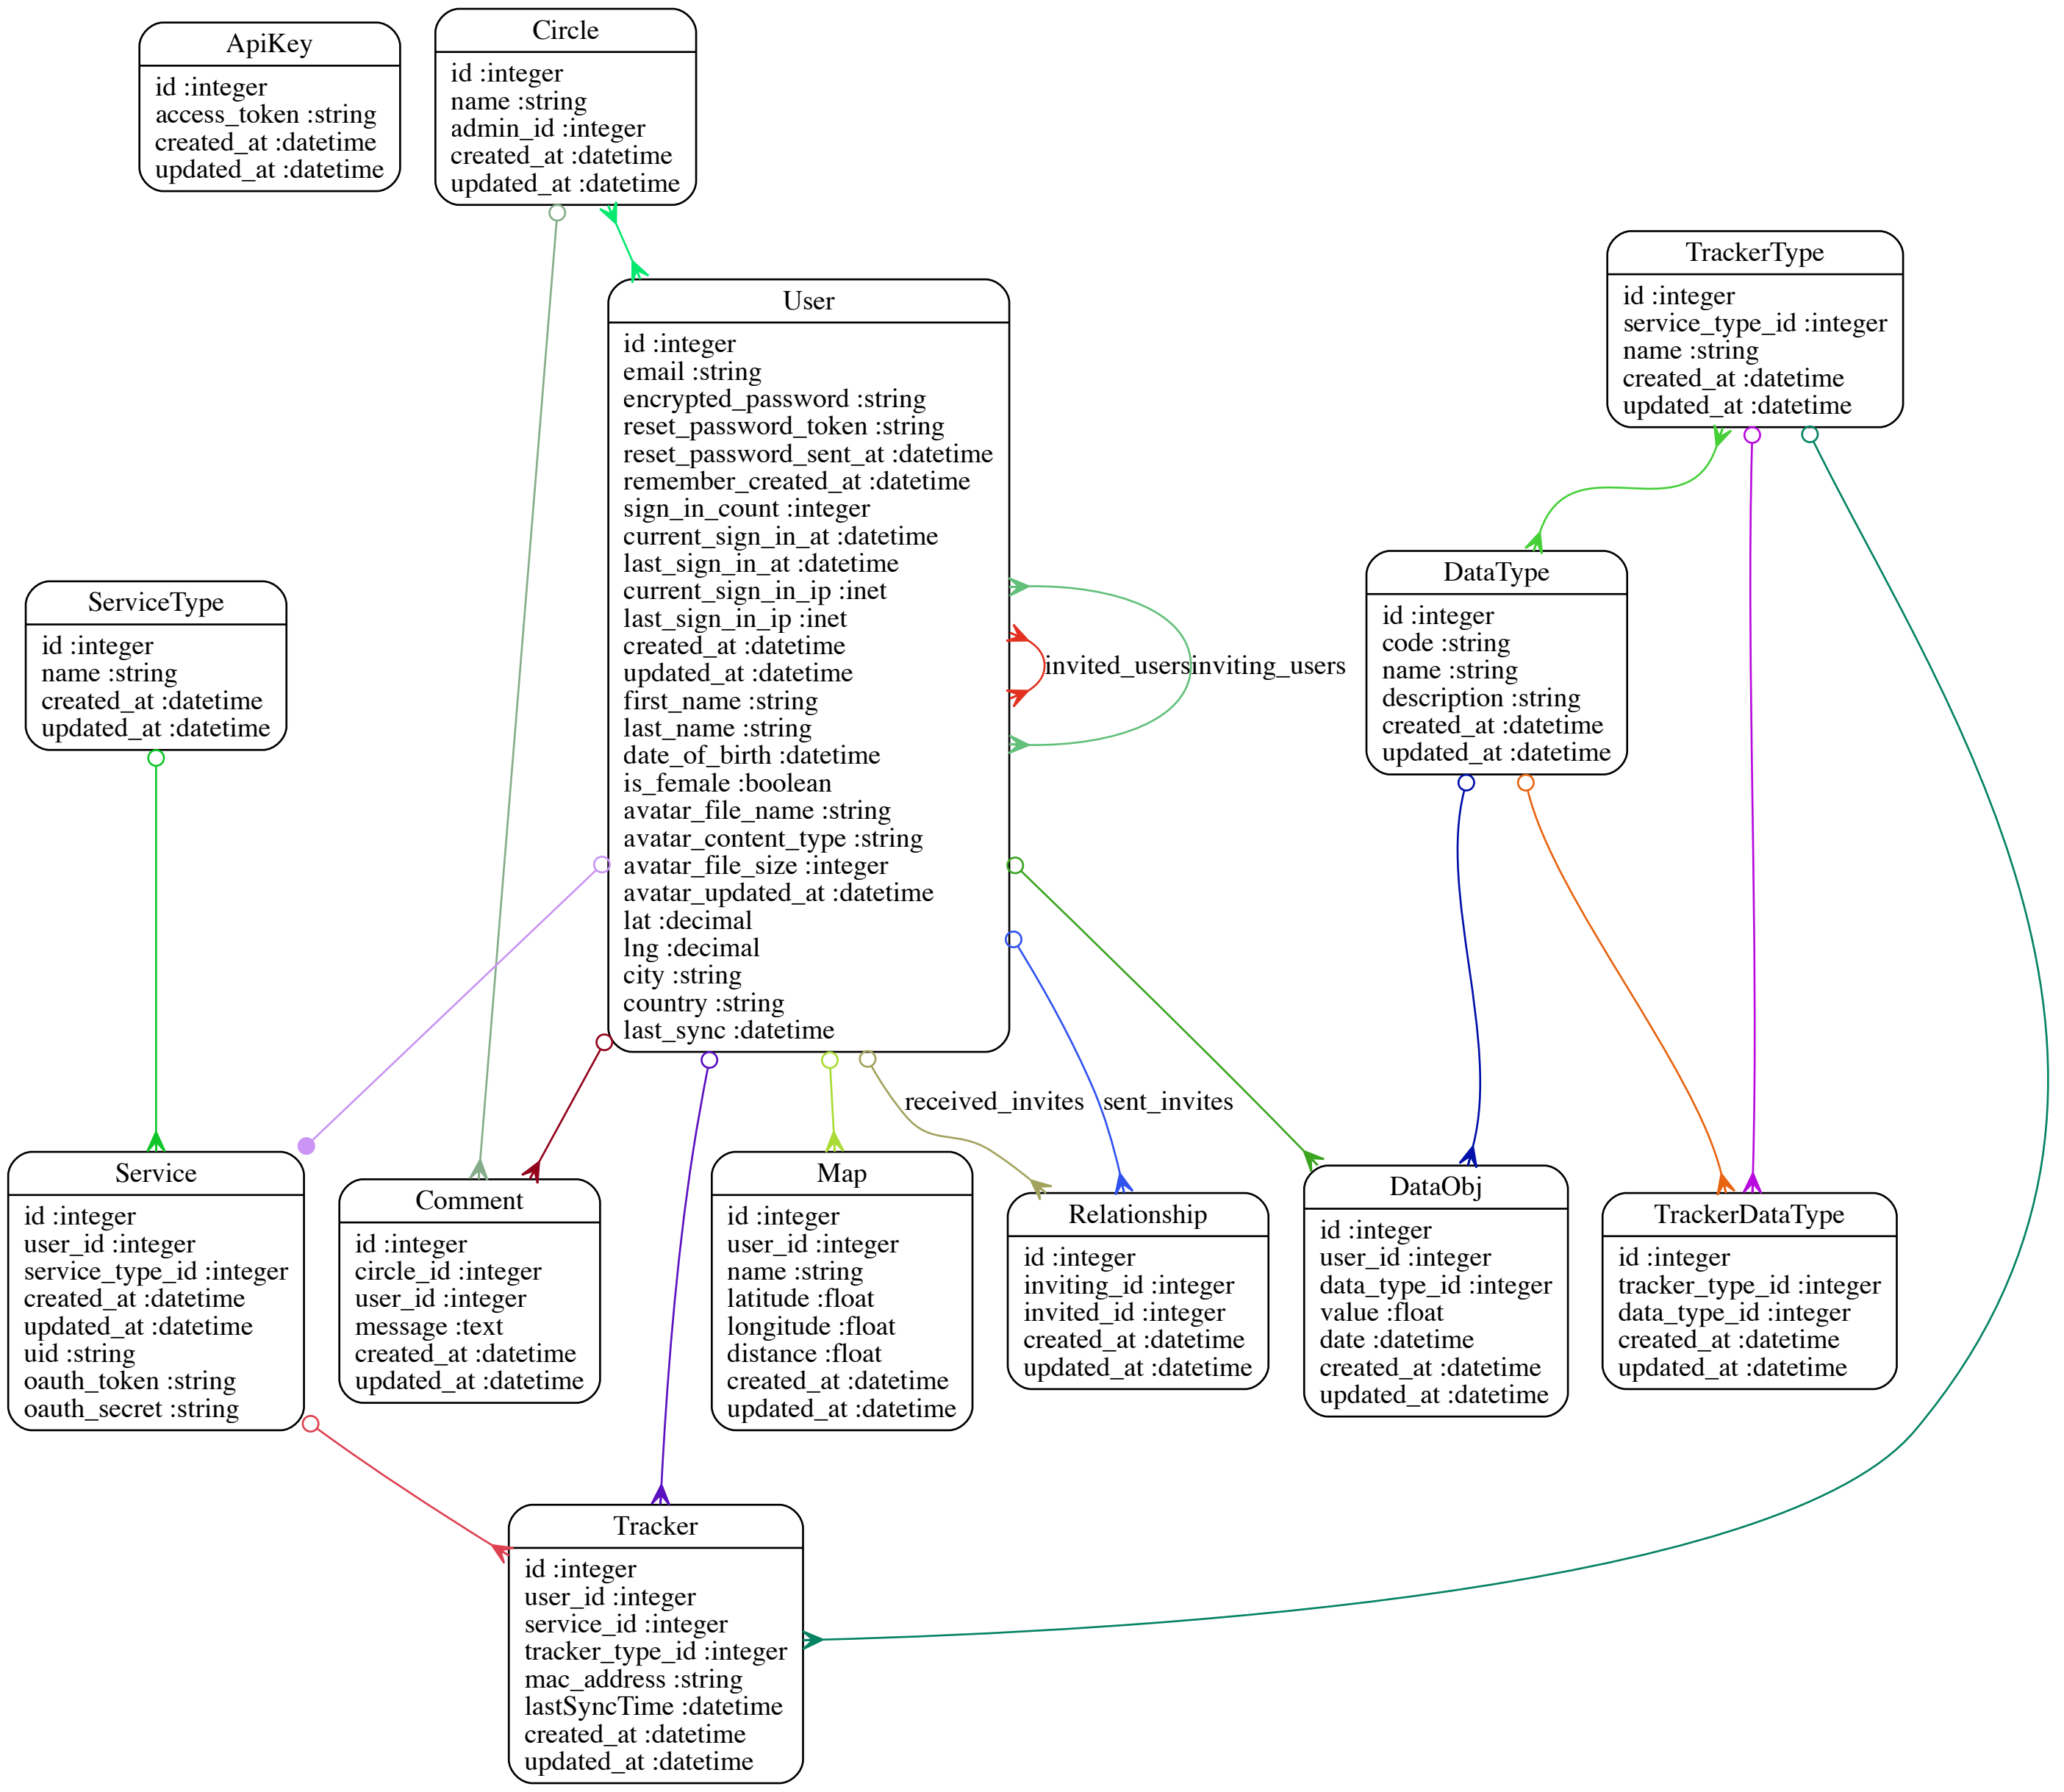 ApiKey
id :integer
access_token :string
created_at :datetime
updated_at :datetime
Circle
id :integer
name :string
admin_id :integer
created_at :datetime
updated_at :datetime
TrackerType
id :integer
service_type_id :integer
name :string
created_at :datetime
updated_at :datetime
User
id :integer
email :string
encrypted_password :string
reset_password_token :string
reset_password_sent_at :datetime
remember_created_at :datetime
sign_in_count :integer
current_sign_in_at :datetime
last_sign_in_at :datetime
current_sign_in_ip :inet
last_sign_in_ip :inet
created_at :datetime
updated_at :datetime
first_name :string
last_name :string
date_of_birth :datetime
is_female :boolean
avatar_file_name :string
avatar_content_type :string
avatar_file_size :integer
avatar_updated_at :datetime
lat :decimal
lng :decimal
city :string
country :string
last_sync :datetime
invited_users
inviting_users
DataType
id :integer
code :string
name :string
description :string
created_at :datetime
updated_at :datetime
ServiceType
id :integer
name :string
created_at :datetime
updated_at :datetime
received_invites
sent_invites
Service
id :integer
user_id :integer
service_type_id :integer
created_at :datetime
updated_at :datetime
uid :string
oauth_token :string
oauth_secret :string
Comment
id :integer
circle_id :integer
user_id :integer
message :text
created_at :datetime
updated_at :datetime
Map
id :integer
user_id :integer
name :string
latitude :float
longitude :float
distance :float
created_at :datetime
updated_at :datetime
Relationship
id :integer
inviting_id :integer
invited_id :integer
created_at :datetime
updated_at :datetime
DataObj
id :integer
user_id :integer
data_type_id :integer
value :float
date :datetime
created_at :datetime
updated_at :datetime
TrackerDataType
id :integer
tracker_type_id :integer
data_type_id :integer
created_at :datetime
updated_at :datetime
Tracker
id :integer
user_id :integer
service_id :integer
tracker_type_id :integer
mac_address :string
lastSyncTime :datetime
created_at :datetime
updated_at :datetime